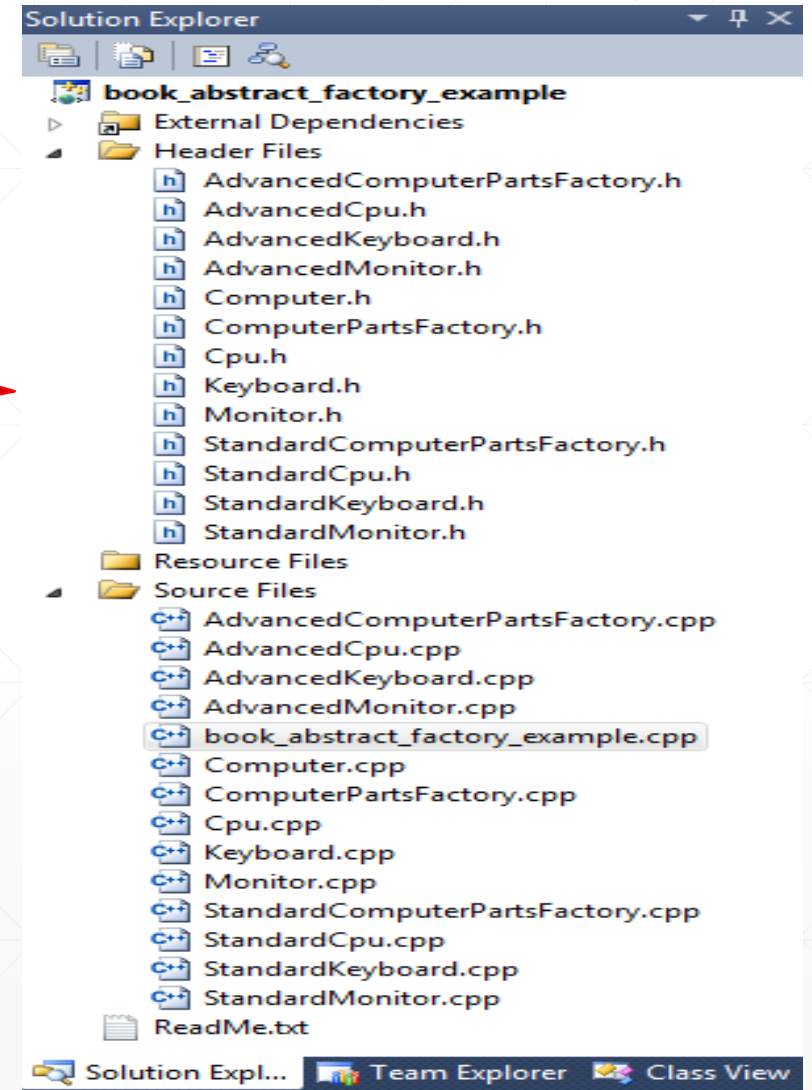 Solution Explorer
book_abstract_factory_example
External Dependencies
Header Files
AdvancedComputerPartsFactory.h
AdvancedCpu.h
AdvancedKeyboard.h
AdvancedMonitor.h
Computer.h
ComputerPartsFactory.h
Cpu.h
Keyboard.h
Monitor.h
StandardComputerPartsFactory.h
StandardCpu.h
StandardKeyboard.h
StandardMonitor.h
Resource Files
Source Files
AdvancedComputerPartsFactory.cpp
AdvancedCpu.cpp
AdvancedKeyboard.cpp
AdvancedMonitor.cpp
book_abstract_factory_example.cpp
Computer.cpp
ComputerPartsFactory.cpp
Cpu.cpp
Keyboard.cpp
Monitor.cpp
StandardComputerPartsFactory.cpp
StandardCpu.cpp
StandardKeyboard.cpp
StandardMonitor.cpp
ReadMe.txt
Solution Expl... Team Explorer Class View